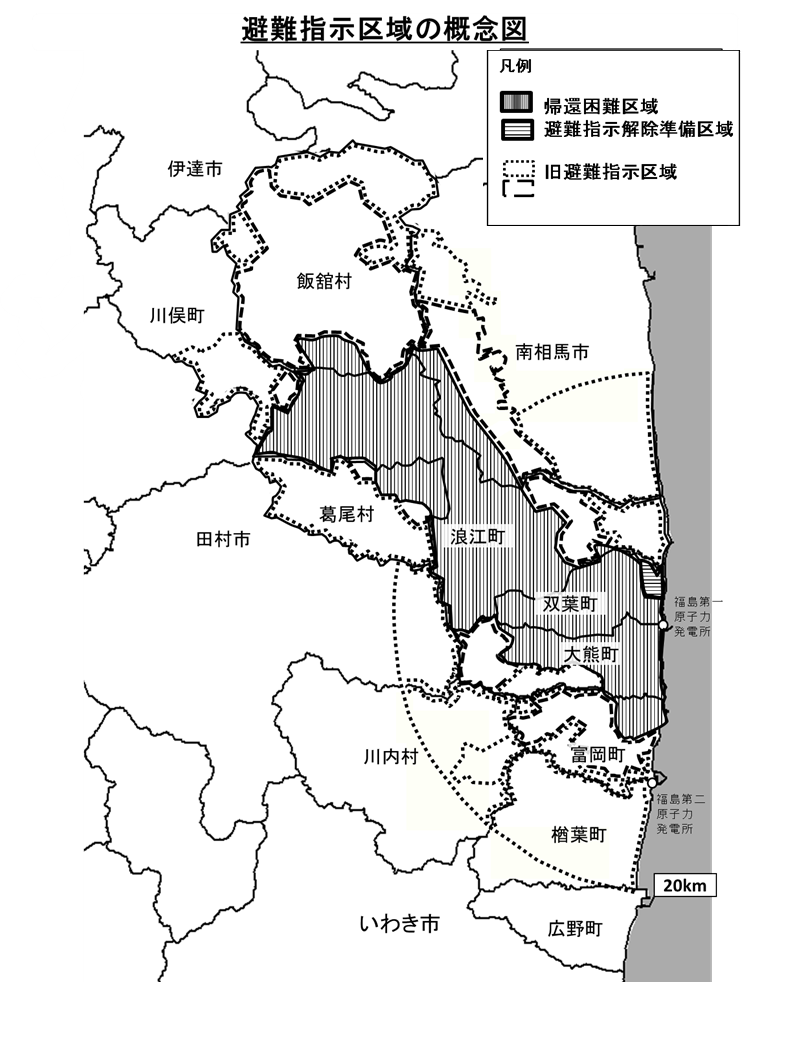 避難指示区域の概念図
凡例
帰還困難区域
避難指示解除準備区域
旧避難指示区域
伊達市
飯舘村
川俣町
南相馬市
葛尾村
田村市
浪江町
双葉町
福島第一
原子力
発電所
大熊町
川内村
富岡町
福島第二
原子力
発電所
楢葉町
20km
いわき市
広野町